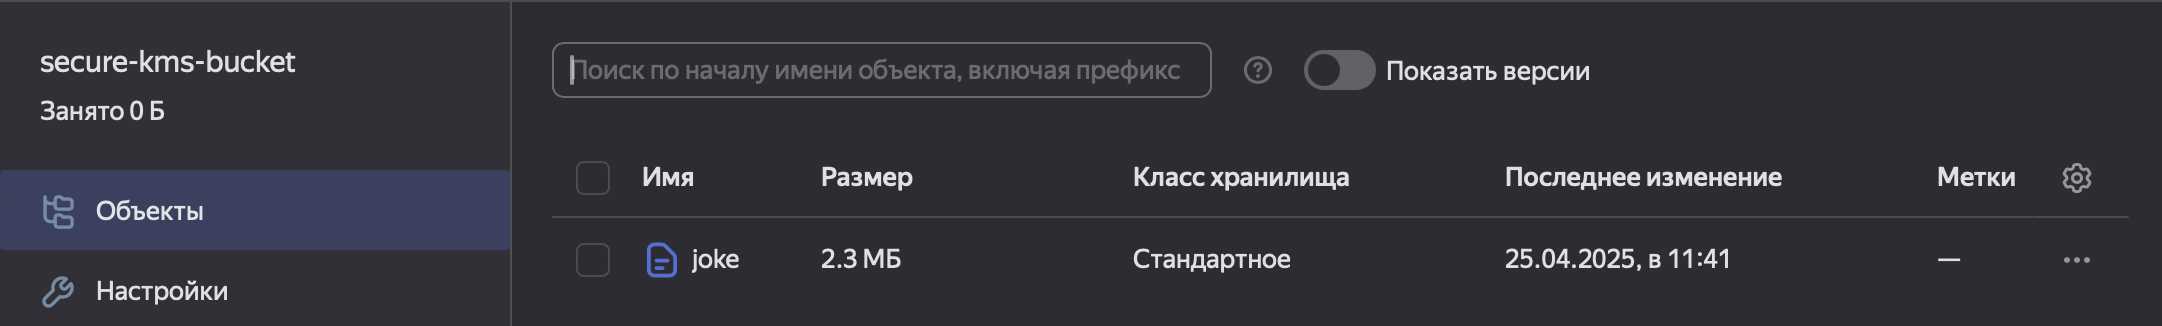 secure-kms-bucket
Занято 0 Б
Объекты
Настройки
Поиск по началу имени объекта, включая префикс
Показать версии
Имя Размер Класс хранилища Последнее изменение Метки
joke 2.3 МБ Стандартное 25.04.2025, в 11:41 —